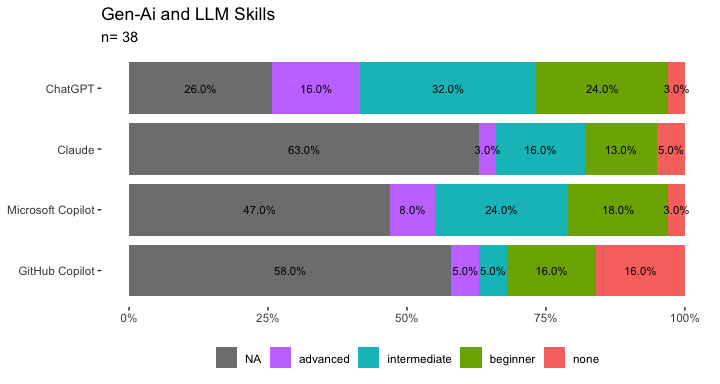 Gen-Ai and LLM Skills
n= 38
ChatGPT 26.0% 16.0% 32.0% 24.0% 3.0%
Claude 63.0% 3.0% 16.0% 13.0% 5.0%
Microsoft Copilot 47.0% 8.0% 24.0% 18.0% 3.0%
GitHub Copilot 58.0% 5.0% 5.0% 16.0% 16.0%
0% 25% 50% 75% 100%
NA advanced intermediate beginner none